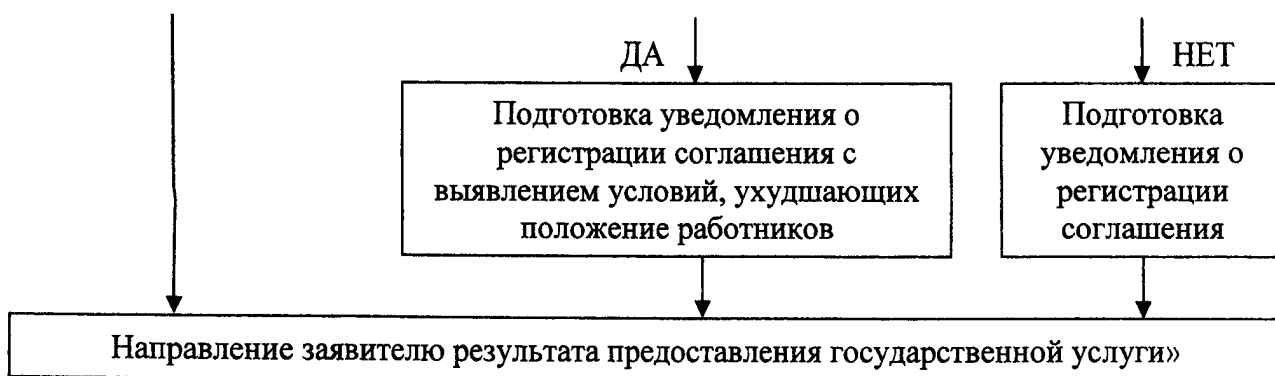 ДА
НЕТ
Подготовка уведомления о
регистрации соглашения с
выявлением условий, ухудшающих
положение работников
Подготовка
уведомления о
регистрации
соглашения
Направление заявителю результата предоставления государственной услуги»